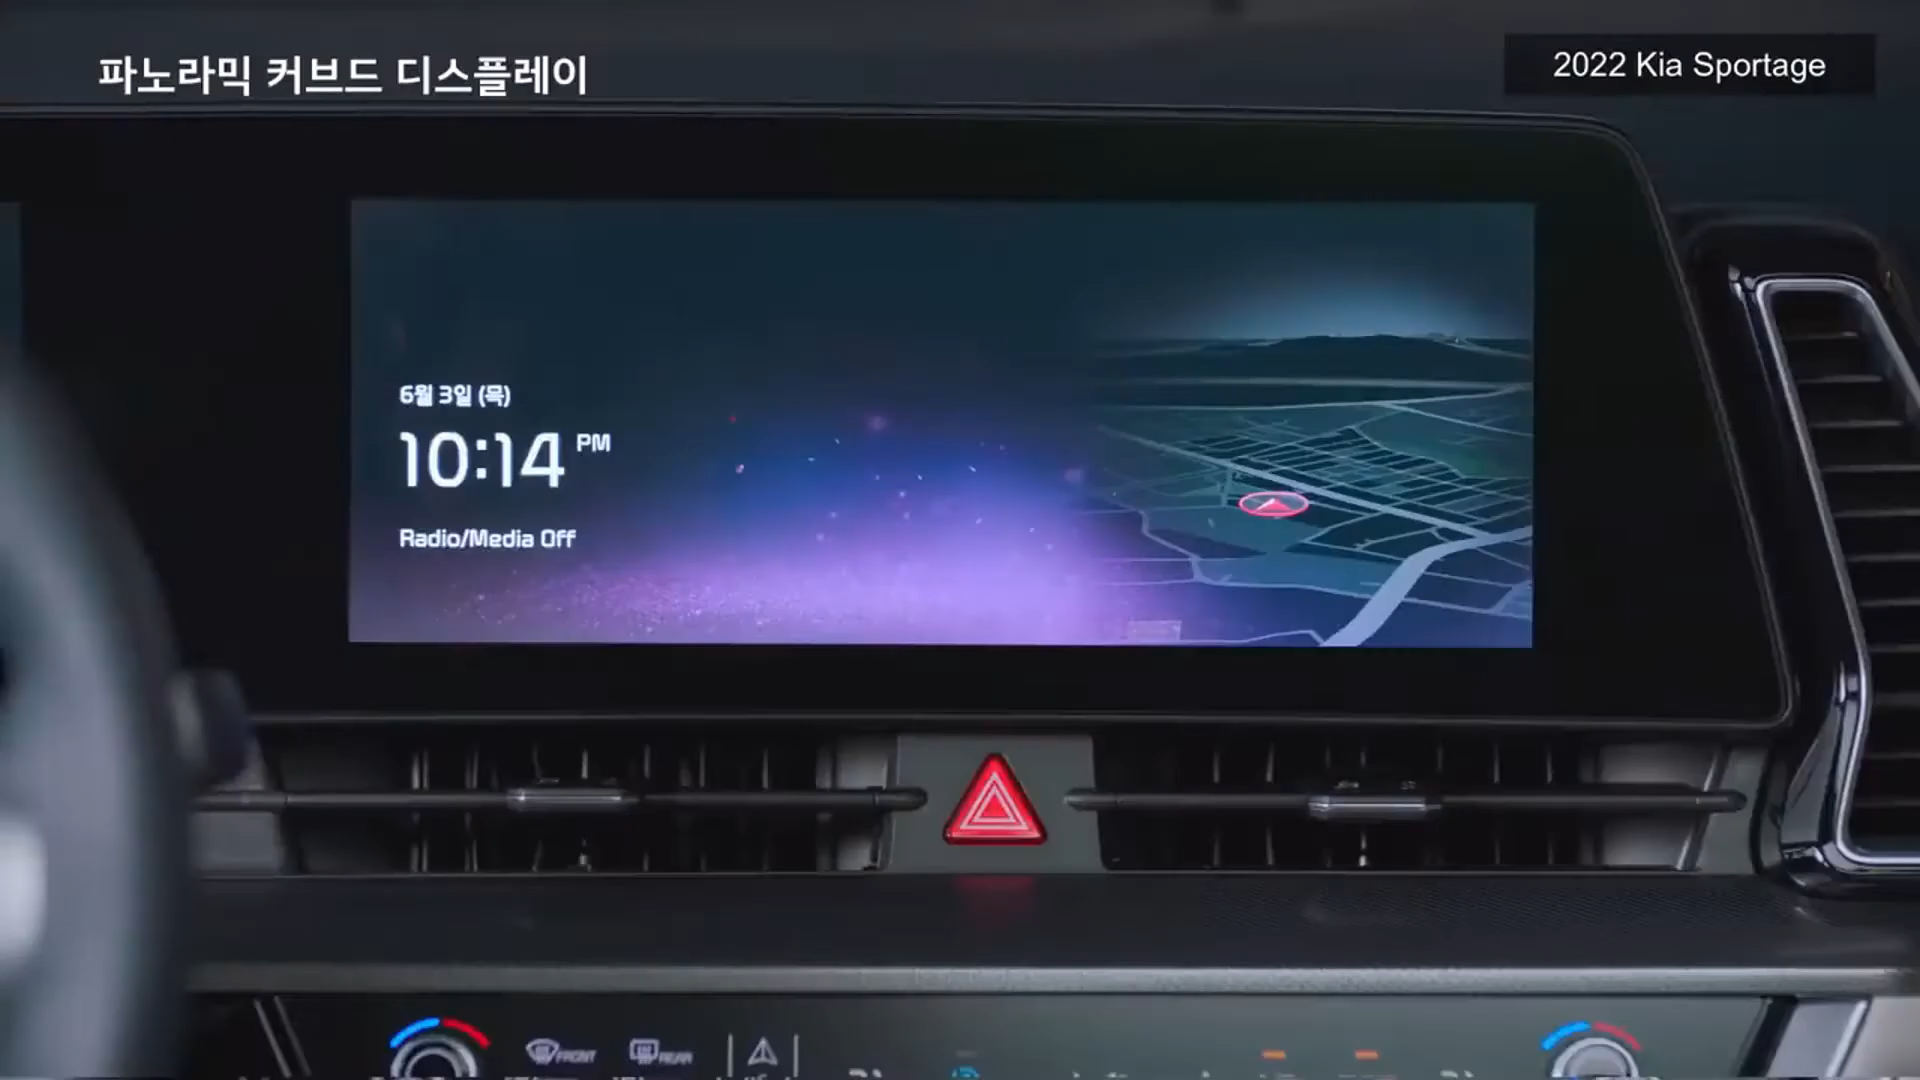 파노라믹 커브드 디스플레이
2022 Kia Sportage
6월 3일 (목)
10:14 PM
Radio/Media Off
FRONT
REAR